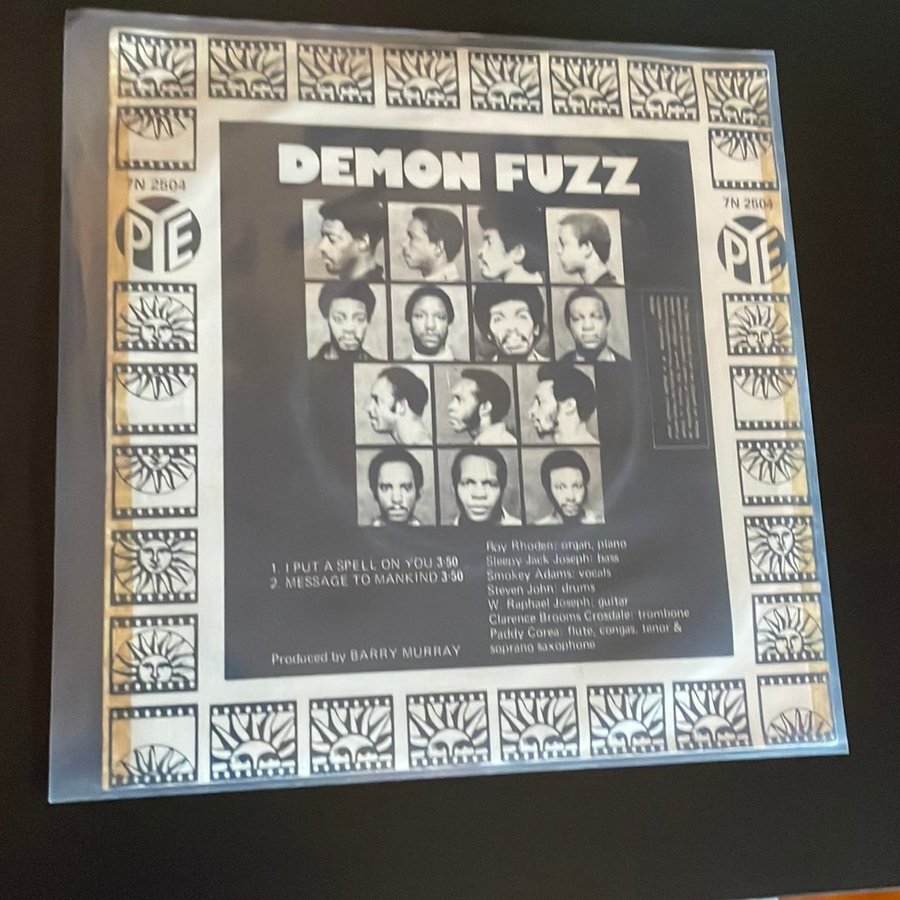 DEMON FUZZ
7N 2504
PYE
7N 2504
PYE
1. I PUT A SPELL ON YOU 3·50
2. MESSAGE TO MANKIND 3·50
Produced by BARRY MURRAY
Roy Rhoden: organ, piano
Sleepy Jack Joseph: bass
Smokey Adams: vocals
Steven John: drums
W. Raphael Joseph: guitar
Clarence Brooms Crosdale: trombone
Paddy Corea: flute, congas, tenor &
soprano saxophone